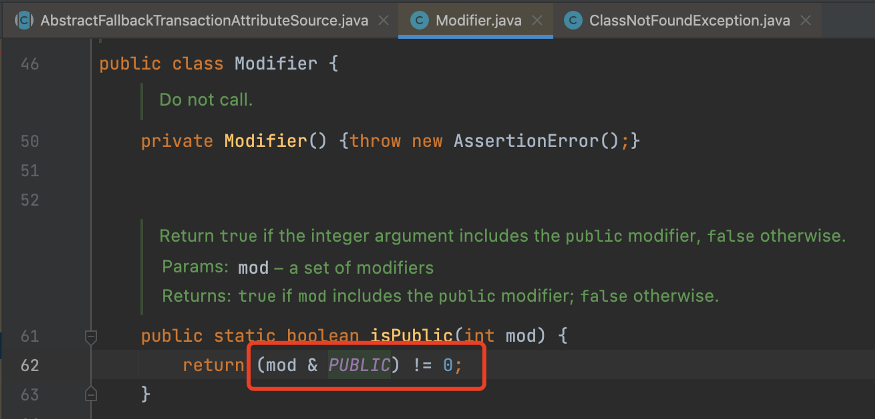 AbstractFallbackTransactionAttributeSource.java
Modifier.java
ClassNotFoundException.java
46 public class Modifier {
Do not call.
50 private Modifier() {throw new AssertionError();}
51
52
Return true if the integer argument includes the public modifier, false otherwise.
Params: mod – a set of modifiers
Returns: true if mod includes the public modifier; false otherwise.
61 public static boolean isPublic(int mod) {
62 return (mod & PUBLIC) != 0;
63 }